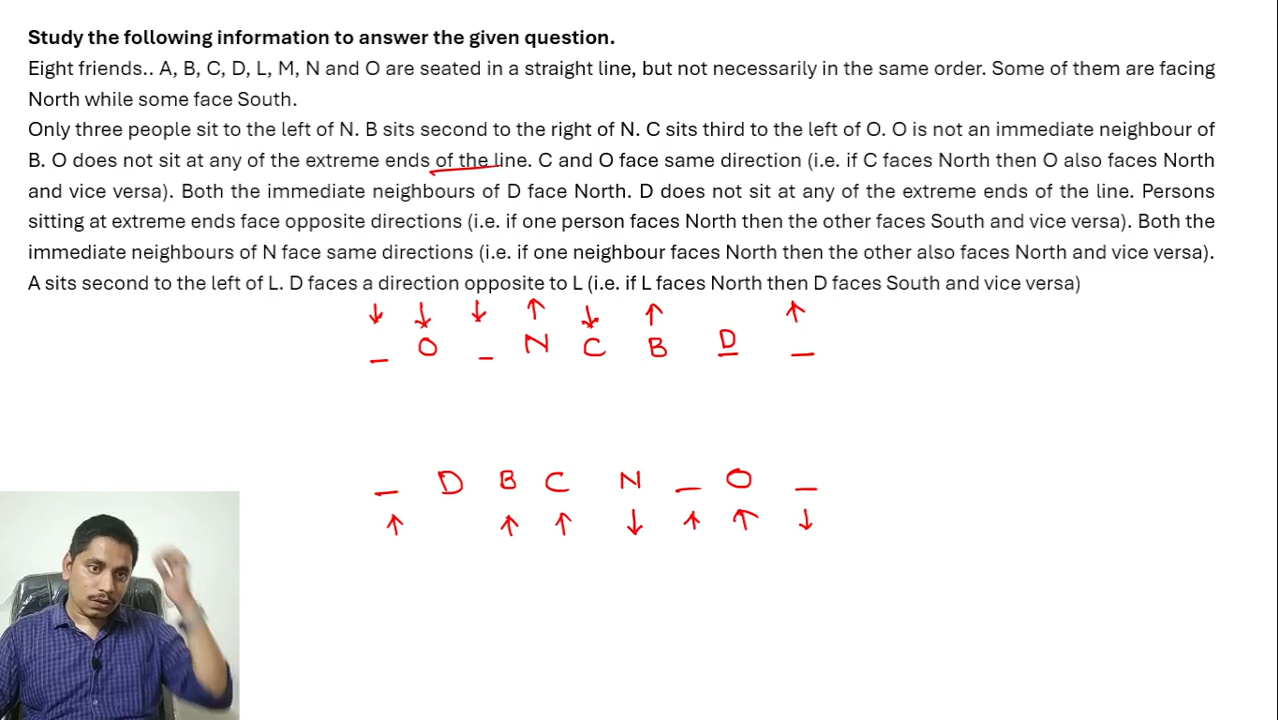 Study the following information to answer the given question.
Eight friends.. A, B, C, D, L, M, N and O are seated in a straight line, but not necessarily in the same order. Some of them are facing
North while some face South.
Only three people sit to the left of N. B sits second to the right of N. C sits third to the left of O. O is not an immediate neighbour of
B. O does not sit at any of the extreme ends of the line. C and O face same direction (i.e. if C faces North then O also faces North
and vice versa). Both the immediate neighbours of D face North. D does not sit at any of the extreme ends of the line. Persons
sitting at extreme ends face opposite directions (i.e. if one person faces North then the other faces South and vice versa). Both the
immediate neighbours of N face same directions (i.e. if one neighbour faces North then the other also faces North and vice versa).
A sits second to the left of L. D faces a direction opposite to L (i.e. if L faces North then D faces South and vice versa)
↓ ↓ ↓ ↑ ↓ ↑ ↑
_ O _ N C B D _
_ D B C N _ O _
↑ ↑ ↑ ↓ ↑ ↑ ↓